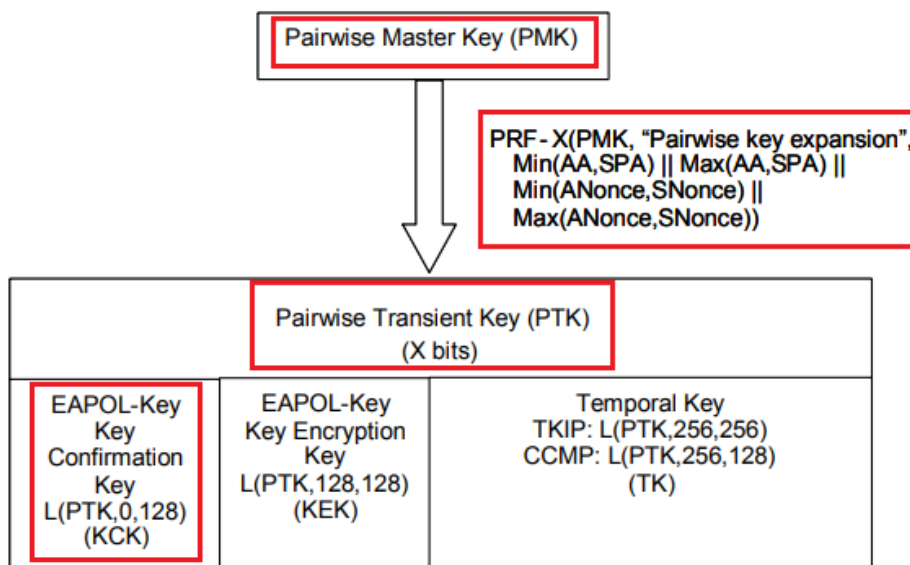 Pairwise Master Key (PMK)
PRF-X(PMK, “Pairwise key expansion”,
Min(AA,SPA) || Max(AA,SPA) ||
Min(ANonce,SNonce) ||
Max(ANonce,SNonce))
Pairwise Transient Key (PTK)
(X bits)
EAPOL-Key
Key
Confirmation
Key
L(PTK,0,128)
(KCK)
EAPOL-Key
Key Encryption
Key
L(PTK,128,128)
(KEK)
Temporal Key
TKIP: L(PTK,256,256)
CCMP: L(PTK,256,128)
(TK)